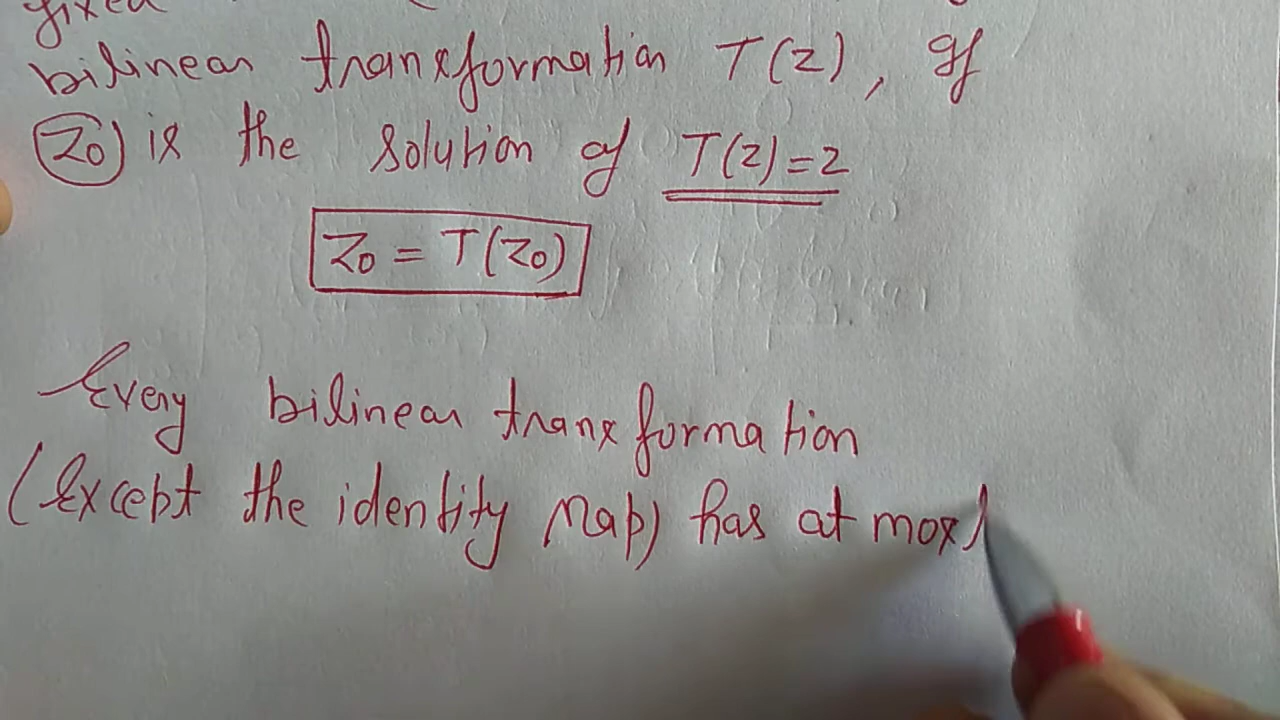 fixed
bilinear transformation T(z), if
z₀ is the solution of T(z)=z
z₀ = T(z₀)
Every bilinear transformation
(Except the identity Map) has at most